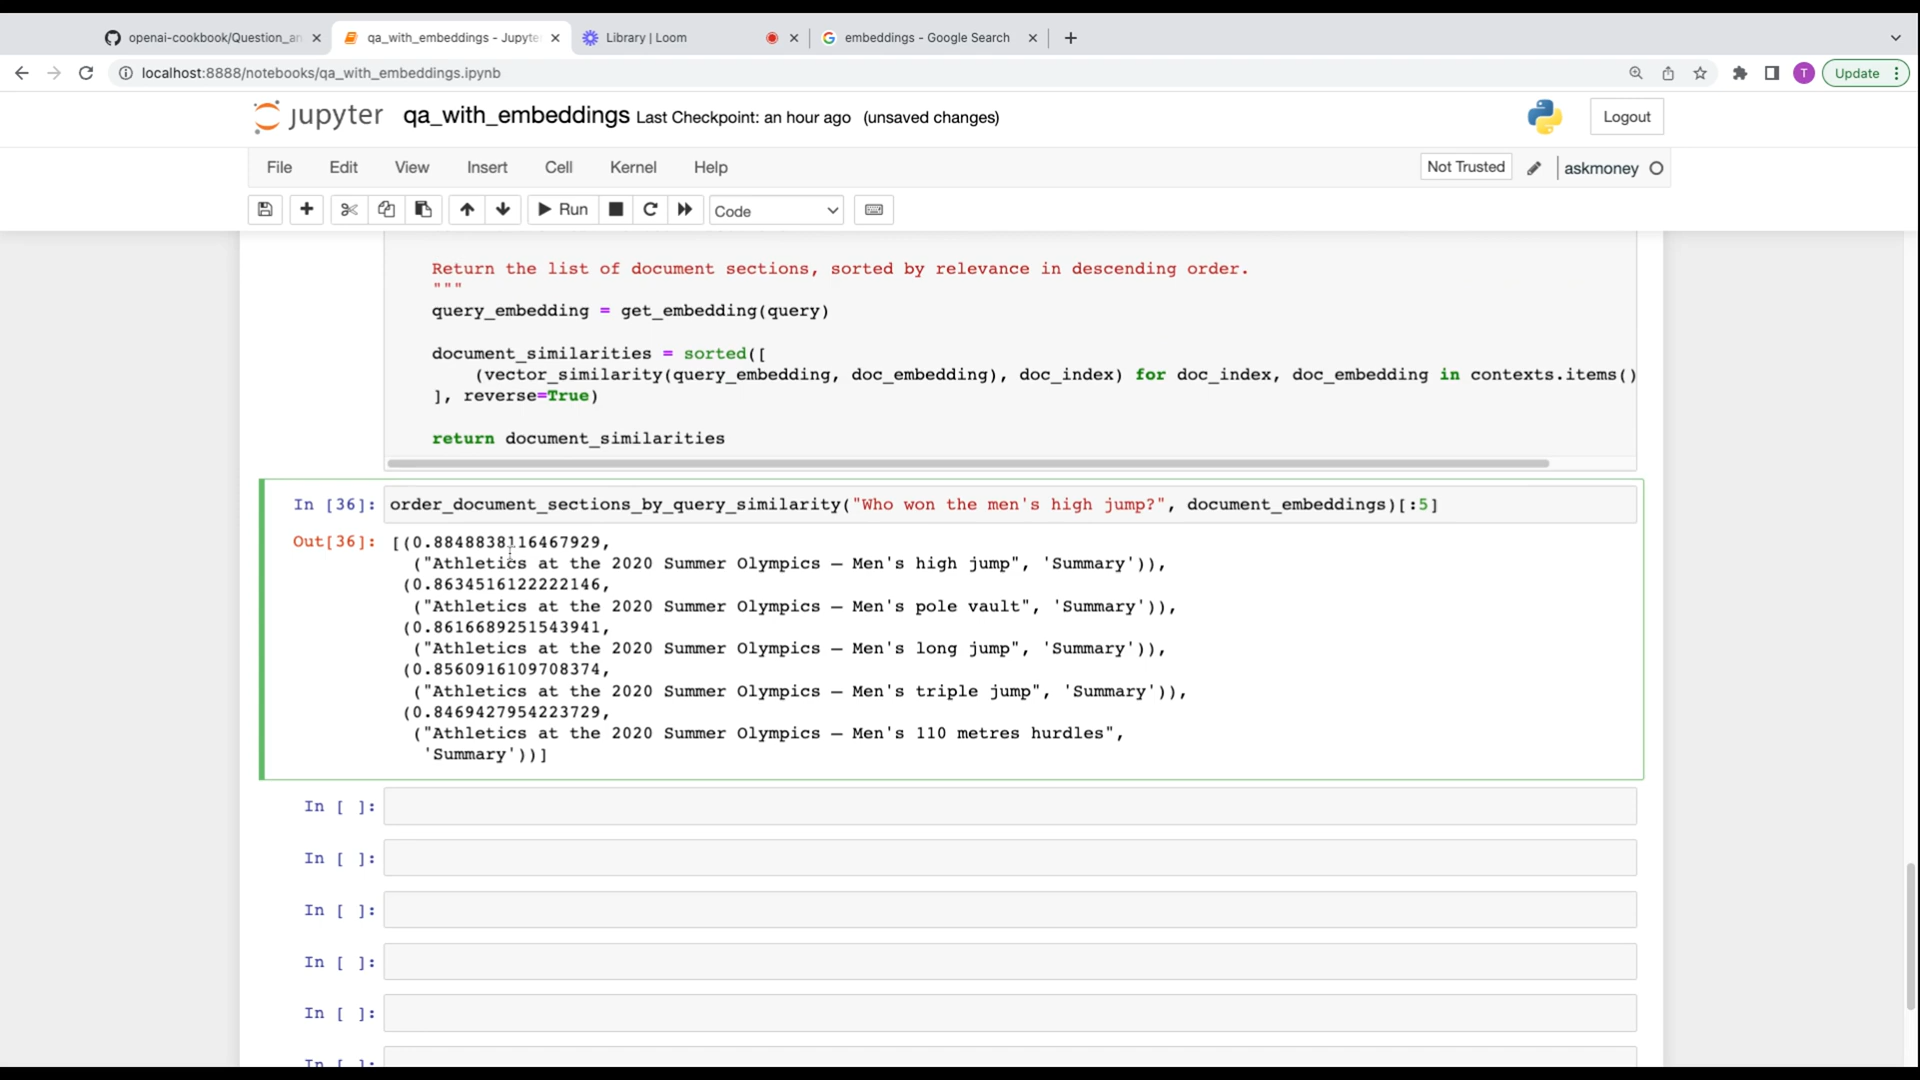 openai-cookbook/Question_an
qa_with_embeddings - Jupyte
Library | Loom
embeddings - Google Search
localhost:8888/notebooks/qa_with_embeddings.ipynb
T
Update
jupyter qa_with_embeddings Last Checkpoint: an hour ago (unsaved changes)
Logout
File Edit View Insert Cell Kernel Help
Not Trusted
askmoney
Run
Code
Return the list of document sections, sorted by relevance in descending order.
"""
query_embedding = get_embedding(query)
document_similarities = sorted([
(vector_similarity(query_embedding, doc_embedding), doc_index) for doc_index, doc_embedding in contexts.items()
], reverse=True)
return document_similarities
In [36]: order_document_sections_by_query_similarity("Who won the men's high jump?", document_embeddings)[:5]
Out[36]: [(0.8848838116467929,
("Athletics at the 2020 Summer Olympics – Men's high jump", 'Summary')),
(0.8634516122222146,
("Athletics at the 2020 Summer Olympics – Men's pole vault", 'Summary')),
(0.8616689251543941,
("Athletics at the 2020 Summer Olympics – Men's long jump", 'Summary')),
(0.8560916109708374,
("Athletics at the 2020 Summer Olympics – Men's triple jump", 'Summary')),
(0.8469427954223729,
("Athletics at the 2020 Summer Olympics – Men's 110 metres hurdles",
'Summary'))]
In [ ]:
In [ ]:
In [ ]:
In [ ]:
In [ ]:
In [ ]: